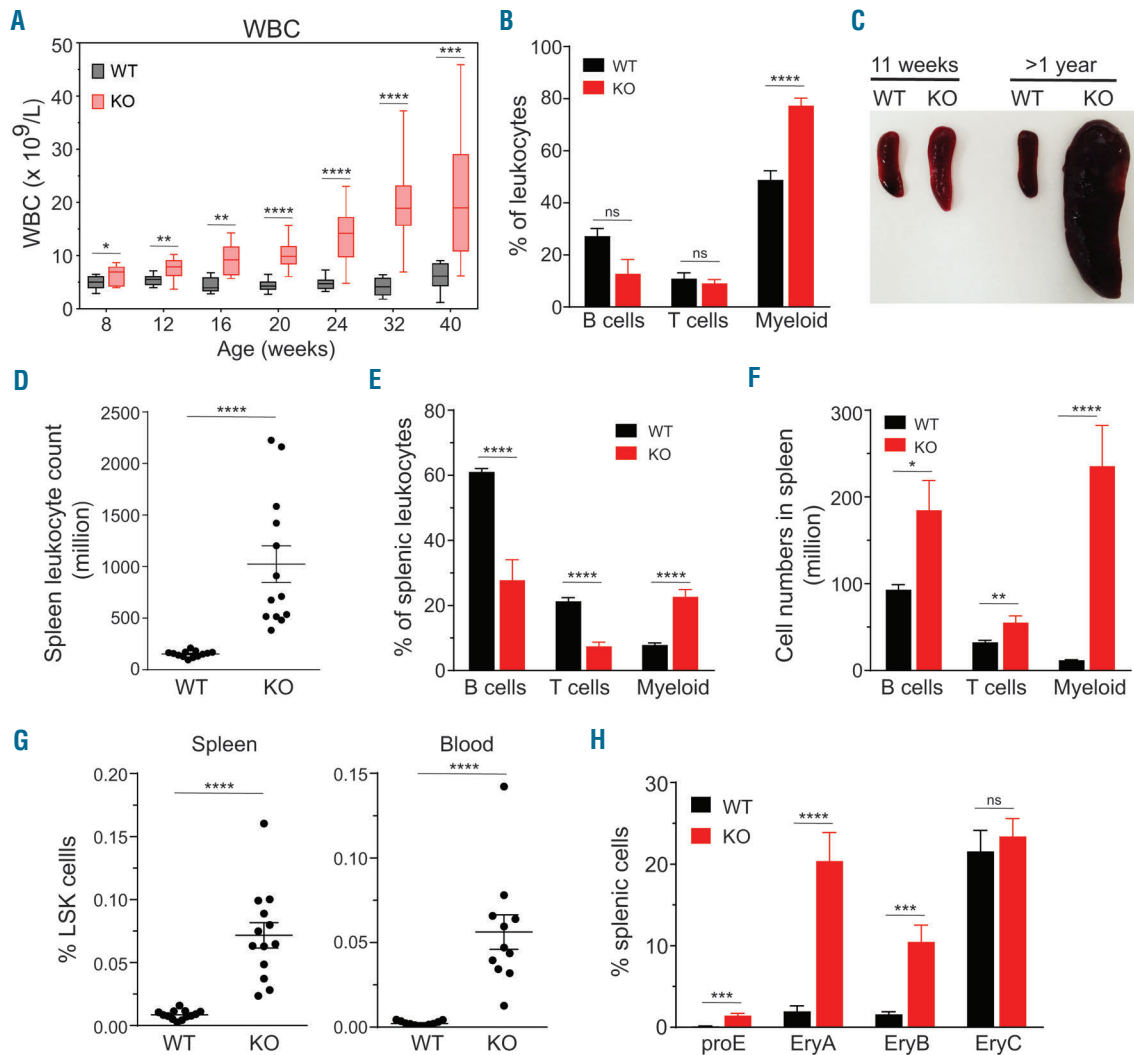 A
WBC
WBC (x 10⁹/L)
50
40
30
20
10
0
WT
KO
*
**
**
****
****
****
***
8
12
16
20
24
32
40
Age (weeks)
B
% of leukocytes
100
80
60
40
20
0
WT
KO
ns
ns
****
B cells
T cells
Myeloid
C
11 weeks
>1 year
WT
KO
WT
KO
D
Spleen leukocyte count
(million)
2500
2000
1500
1000
500
0
****
WT
KO
E
% of splenic leukocytes
80
60
40
20
0
WT
KO
****
****
****
B cells
T cells
Myeloid
F
Cell numbers in spleen
(million)
300
200
100
0
WT
KO
*
**
****
B cells
T cells
Myeloid
G
Spleen
% LSK cellls
0.20
0.15
0.10
0.05
0.00
****
WT
KO
Blood
0.15
0.10
0.05
0.00
****
WT
KO
H
% splenic cells
30
20
10
0
WT
KO
***
****
***
ns
proE
EryA
EryB
EryC